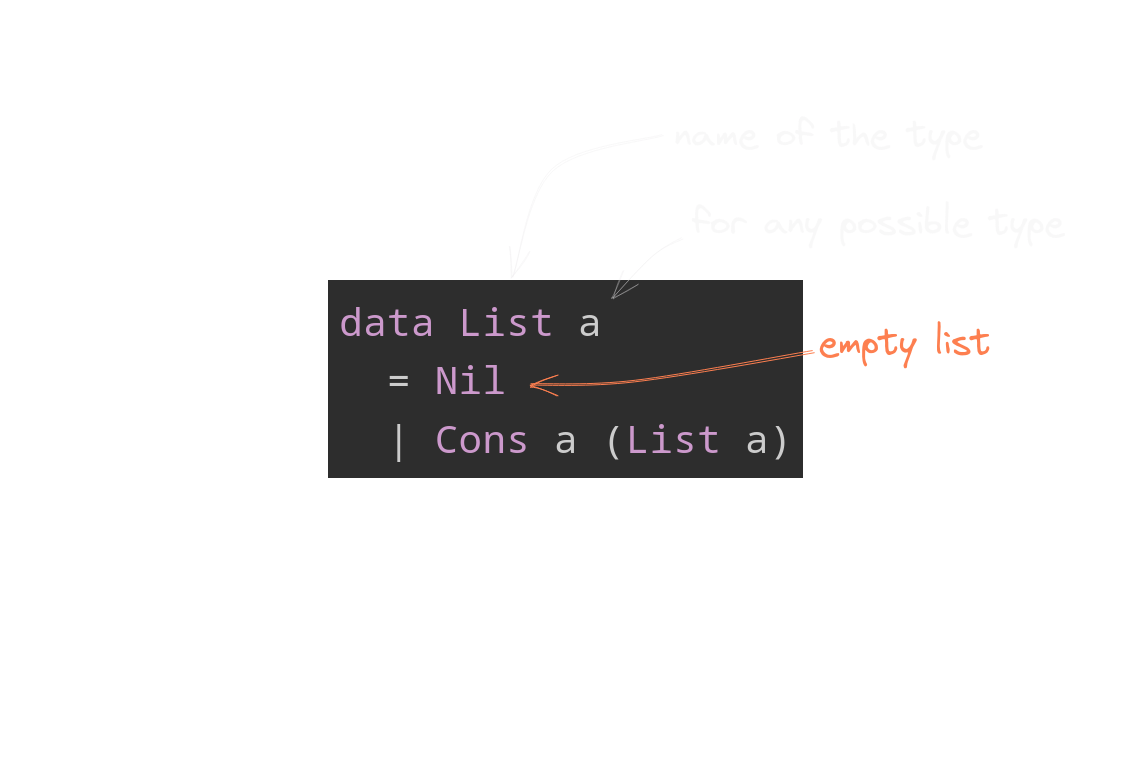 name of the type
for any possible type
data List a
= Nil
empty list
| Cons a (List a)